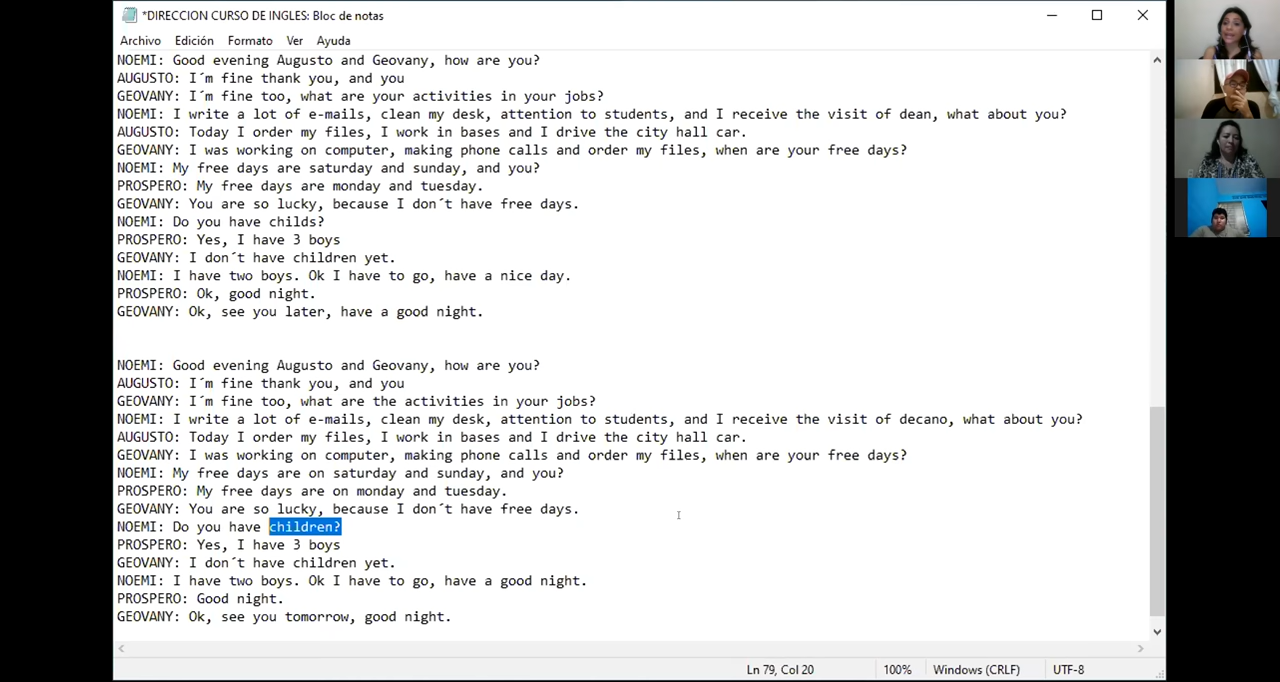 *DIRECCION CURSO DE INGLES: Bloc de notas
Archivo Edición Formato Ver Ayuda
NOEMI: Good evening Augusto and Geovany, how are you?
AUGUSTO: I´m fine thank you, and you
GEOVANY: I´m fine too, what are your activities in your jobs?
NOEMI: I write a lot of e-mails, clean my desk, attention to students, and I receive the visit of dean, what about you?
AUGUSTO: Today I order my files, I work in bases and I drive the city hall car.
GEOVANY: I was working on computer, making phone calls and order my files, when are your free days?
NOEMI: My free days are saturday and sunday, and you?
PROSPERO: My free days are monday and tuesday.
GEOVANY: You are so lucky, because I don´t have free days.
NOEMI: Do you have childs?
PROSPERO: Yes, I have 3 boys
GEOVANY: I don´t have children yet.
NOEMI: I have two boys. Ok I have to go, have a nice day.
PROSPERO: Ok, good night.
GEOVANY: Ok, see you later, have a good night.
NOEMI: Good evening Augusto and Geovany, how are you?
AUGUSTO: I´m fine thank you, and you
GEOVANY: I´m fine too, what are the activities in your jobs?
NOEMI: I write a lot of e-mails, clean my desk, attention to students, and I receive the visit of decano, what about you?
AUGUSTO: Today I order my files, I work in bases and I drive the city hall car.
GEOVANY: I was working on computer, making phone calls and order my files, when are your free days?
NOEMI: My free days are on saturday and sunday, and you?
PROSPERO: My free days are on monday and tuesday.
GEOVANY: You are so lucky, because I don´t have free days.
NOEMI: Do you have children?
PROSPERO: Yes, I have 3 boys
GEOVANY: I don´t have children yet.
NOEMI: I have two boys. Ok I have to go, have a good night.
PROSPERO: Good night.
GEOVANY: Ok, see you tomorrow, good night.
Ln 79, Col 20 100% Windows (CRLF) UTF-8